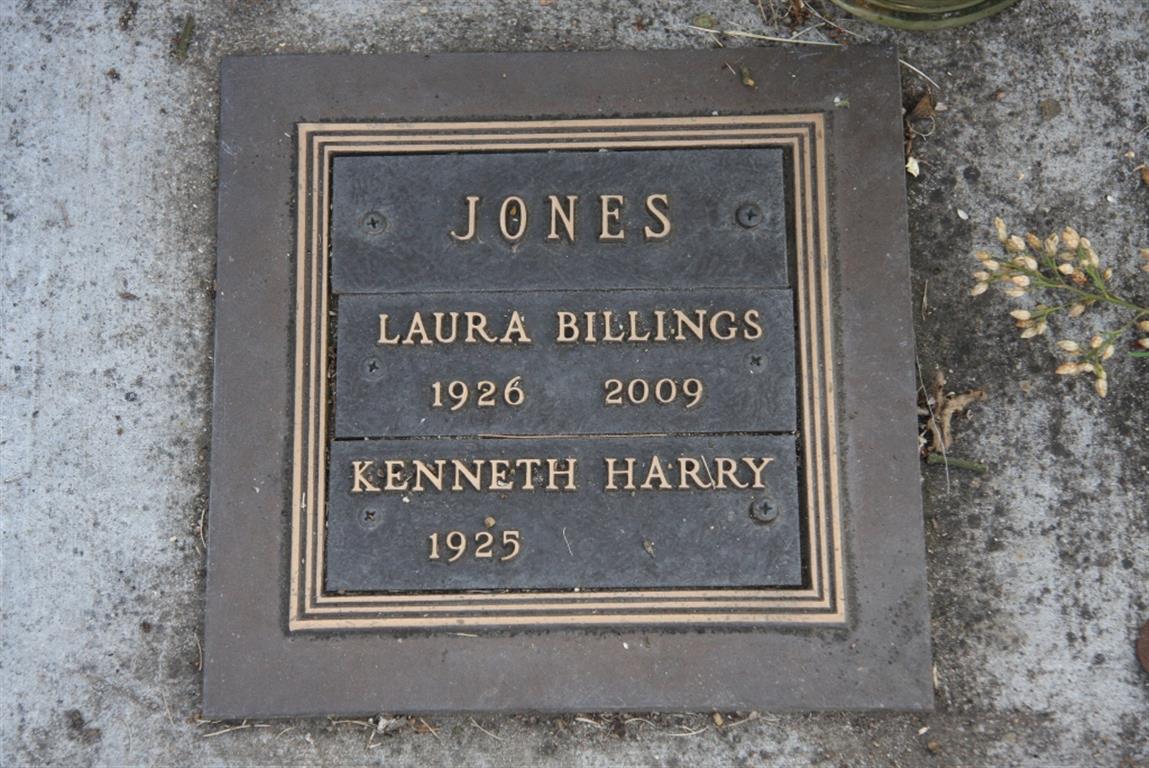 JONES
LAURA BILLINGS
1926 2009
KENNETH HARRY
1925